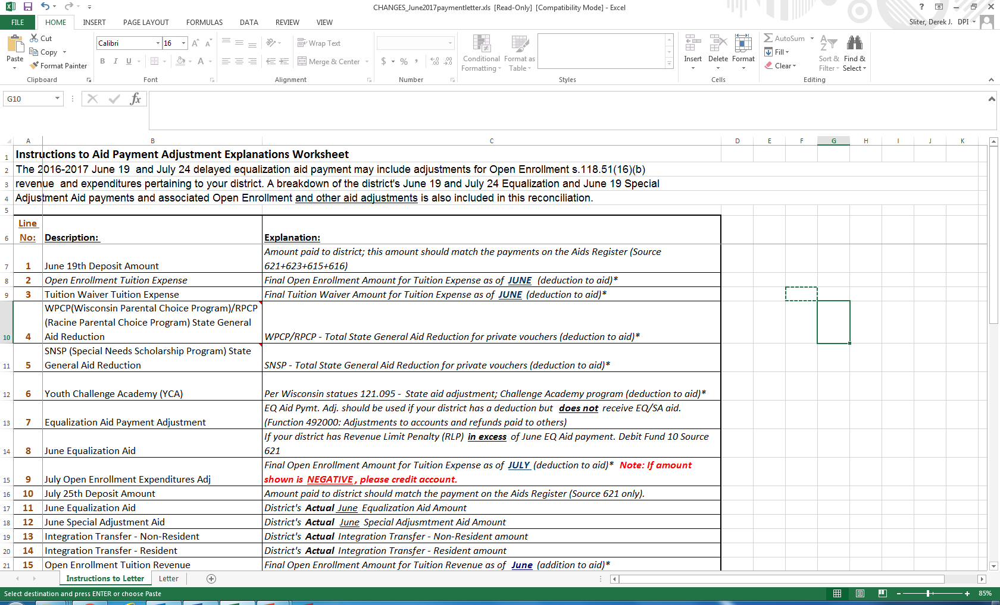 CHANGES_June2017paymentletter.xls [Read-Only] [Compatibility Mode] - Excel
FILE HOME INSERT PAGE LAYOUT FORMULAS DATA REVIEW VIEW Sliter, Derek J. DPI
Paste Cut
Copy
Format Painter
Clipboard
Calibri 16
B I U A
Font
Wrap Text
Merge & Center
Alignment
$ % ,
Number
Conditional Formatting
Format as Table
Styles
Insert Delete Format
Cells
AutoSum
Fill
Clear
Sort & Filter
Find & Select
Editing
G10 fx
A B C D E F G H I J K
1 Instructions to Aid Payment Adjustment Explanations Worksheet
2 The 2016-2017 June 19 and July 24 delayed equalization aid payment may include adjustments for Open Enrollment s.118.51(16)(b)
3 revenue and expenditures pertaining to your district. A breakdown of the district's June 19 and July 24 Equalization and June 19 Special
4 Adjustment Aid payments and associated Open Enrollment and other aid adjustments is also included in this reconciliation.
5
6 Line No: Description: Explanation:
7 1 June 19th Deposit Amount Amount paid to district; this amount should match the payments on the Aids Register (Source
621+623+615+616)
8 2 Open Enrollment Tuition Expense Final Open Enrollment Amount for Tuition Expense as of JUNE (deduction to aid)*
9 3 Tuition Waiver Tuition Expense Final Tuition Waiver Amount for Tuition Expense as of JUNE (deduction to aid)*
WPCP(Wisconsin Parental Choice Program)/RPCP
(Racine Parental Choice Program) State General
10 4 Aid Reduction WPCP/RPCP - Total State General Aid Reduction for private vouchers (deduction to aid)*
SNSP (Special Needs Scholarship Program) State
11 5 General Aid Reduction SNSP - Total State General Aid Reduction for private vouchers (deduction to aid)*
12 6 Youth Challenge Academy (YCA) Per Wisconsin statues 121.095 - State aid adjustment; Challenge Academy program (deduction to aid)*
EQ Aid Pymt. Adj. should be used if your district has a deduction but does not receive EQ/SA aid.
13 7 Equalization Aid Payment Adjustment (Function 492000: Adjustments to accounts and refunds paid to others)
If your district has Revenue Limit Penalty (RLP) in excess of June EQ Aid payment. Debit Fund 10 Source
14 8 June Equalization Aid 621
Final Open Enrollment Amount for Tuition Expense as of JULY (deduction to aid)* Note: If amount
15 9 July Open Enrollment Expenditures Adj shown is NEGATIVE, please credit account.
16 10 July 25th Deposit Amount Amount paid to district should match the payment on the Aids Register (Source 621 only).
17 11 June Equalization Aid District's Actual June Equalization Aid Amount
18 12 June Special Adjustment Aid District's Actual June Special Adjusmtment Aid Amount
19 13 Integration Transfer - Non-Resident District's Actual Integration Transfer - Non-Resident amount
20 14 Integration Transfer - Resident District's Actual Integration Transfer - Resident amount
21 15 Open Enrollment Tuition Revenue Final Open Enrollment Amount for Tuition Revenue as of June (addition to aid)*
Instructions to Letter Letter
Select destination and press ENTER or choose Paste 85%